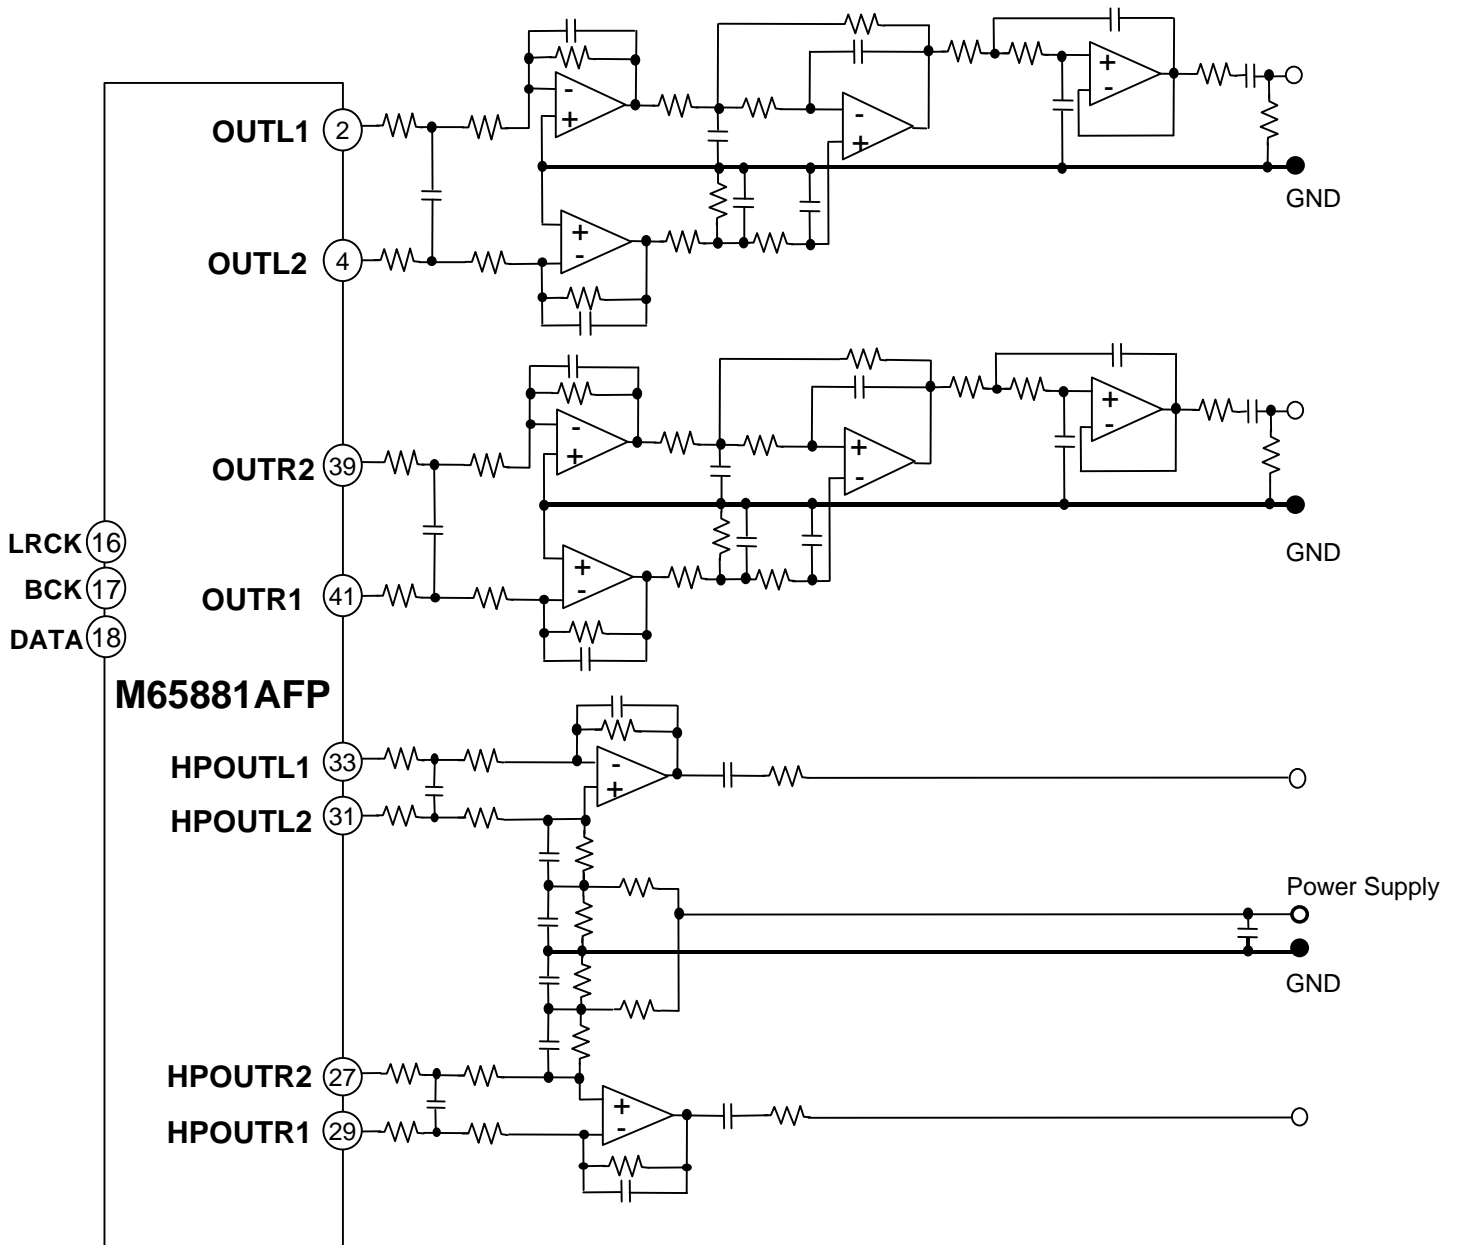 OUTL1 2
GND
OUTL2 4
OUTR2 39
LRCK 16
GND
BCK 17
OUTR1 41
DATA 18
M65881AFP
HPOUTL1 33
HPOUTL2 31
Power Supply
GND
HPOUTR2 27
HPOUTR1 29
- +
- +
+ -
+ -
- +
+ -
+ -
+ -
- +
+ -